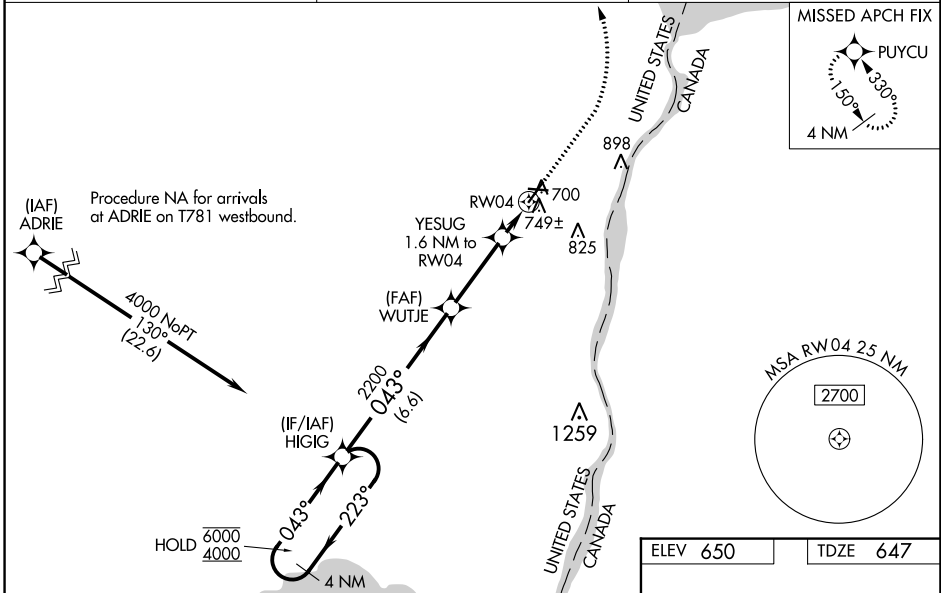 MISSED APCH FIX
PUYCU
330°
150°
4 NM
UNITED STATES
CANADA
898
(IAF)
ADRIE
Procedure NA for arrivals
at ADRIE on T781 westbound.
RW04
700
749±
825
YESUG
1.6 NM to
RW04
4000 NoPT
130°
(22.6)
(FAF)
WUTJE
2200
043°
(6.6)
MSA RW04 25 NM
2700
(IF/IAF)
HIGIG
1259
043°
223°
HOLD 6000
4000
4 NM
UNITED STATES
CANADA
ELEV 650
TDZE 647